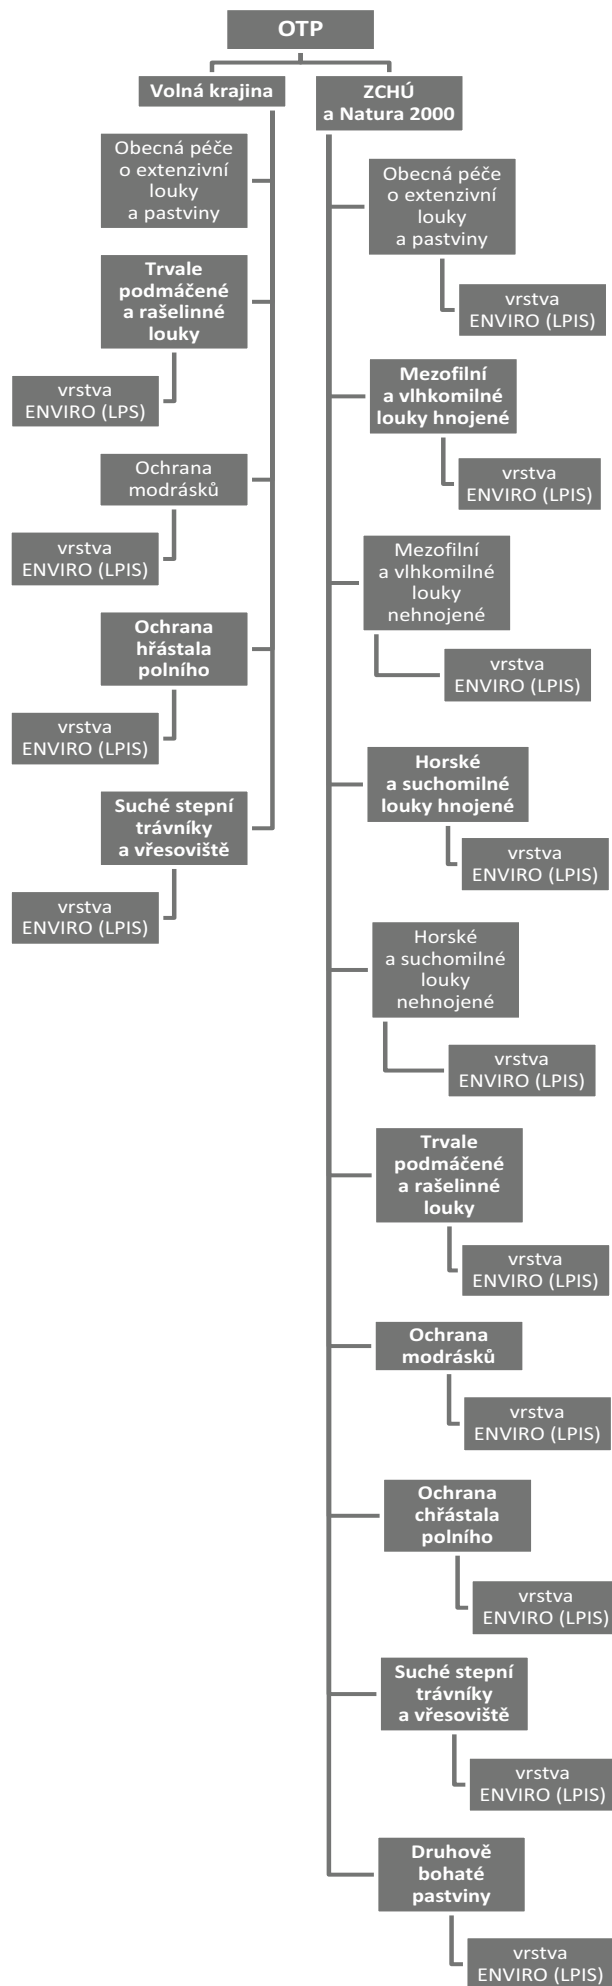 OTP
Volná krajina
Obecná péče
o extenzivní
louky
a pastviny
Trvale
podmáčené
a rašelinné
louky
vrstva
ENVIRO (LPS)
Ochrana
modrásků
vrstva
ENVIRO (LPIS)
Ochrana
hřástala
polního
vrstva
ENVIRO (LPIS)
Suché stepní
trávníky
a vřesoviště
vrstva
ENVIRO (LPIS)
ZCHÚ
a Natura 2000
Obecná péče
o extenzivní
louky
a pastviny
vrstva
ENVIRO (LPIS)
Mezofilní
a vlhkomilné
louky hnojené
vrstva
ENVIRO (LPIS)
Mezofilní
a vlhkomilné
louky
nehnojené
vrstva
ENVIRO (LPIS)
Horské
a suchomilné
louky hnojené
vrstva
ENVIRO (LPIS)
Horské
a suchomilné
louky
nehnojené
vrstva
ENVIRO (LPIS)
Trvale
podmáčené
a rašelinné
louky
vrstva
ENVIRO (LPIS)
Ochrana
modrásků
vrstva
ENVIRO (LPIS)
Ochrana
chřástala
polního
vrstva
ENVIRO (LPIS)
Suché stepní
trávníky
a vřesoviště
vrstva
ENVIRO (LPIS)
Druhově
bohaté
pastviny
vrstva
ENVIRO (LPIS)